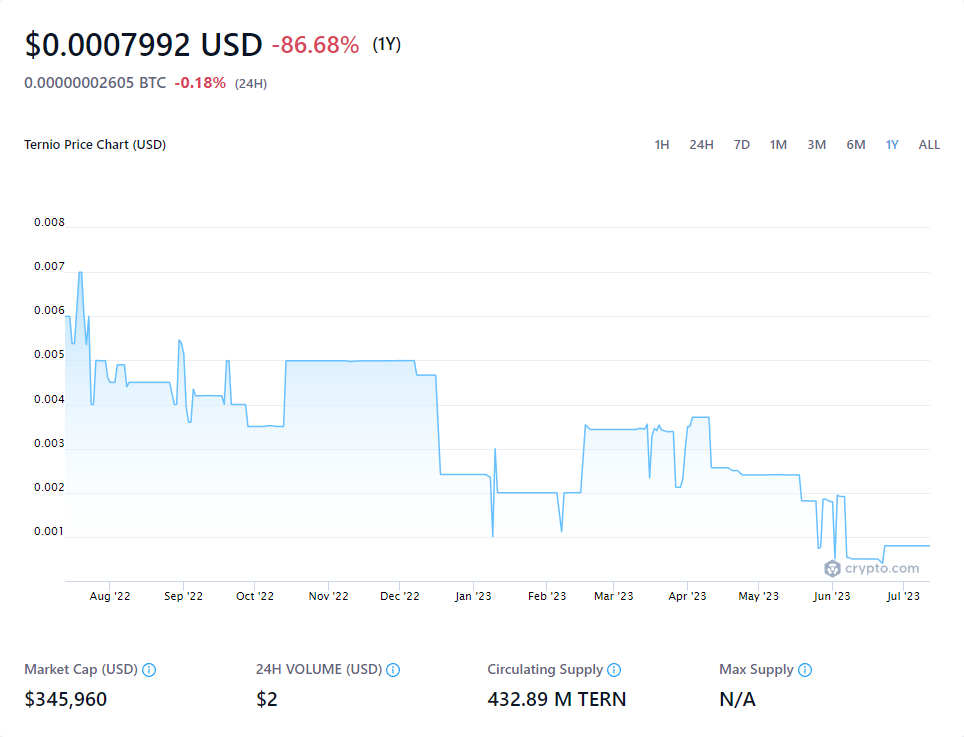 $0.0007992 USD -86.68% (1Y)
0.00000002605 BTC -0.18% (24H)
Ternio Price Chart (USD) 1H 24H 7D 1M 3M 6M 1Y ALL
0.008
0.007
0.006
0.005
0.004
0.003
0.002
0.001
crypto.com
Aug '22 Sep '22 Oct '22 Nov '22 Dec '22 Jan '23 Feb '23 Mar '23 Apr '23 May '23 Jun '23 Jul '23
Market Cap (USD) 24H VOLUME (USD) Circulating Supply Max Supply
$345,960 $2 432.89 M TERN N/A